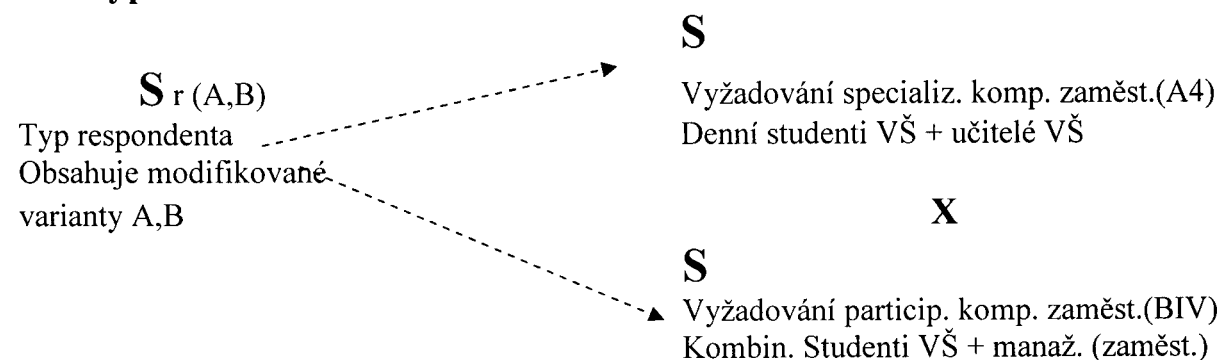 S r (A,B)
Typ respondenta
Obsahuje modifikované
varianty A,B
S
Vyžadování specializ. komp. zaměst.(A4)
Denní studenti VŠ + učitelé VŠ
X
S
Vyžadování particip. komp. zaměst.(BIV)
Kombin. Studenti VŠ + manaž. (zaměst.)